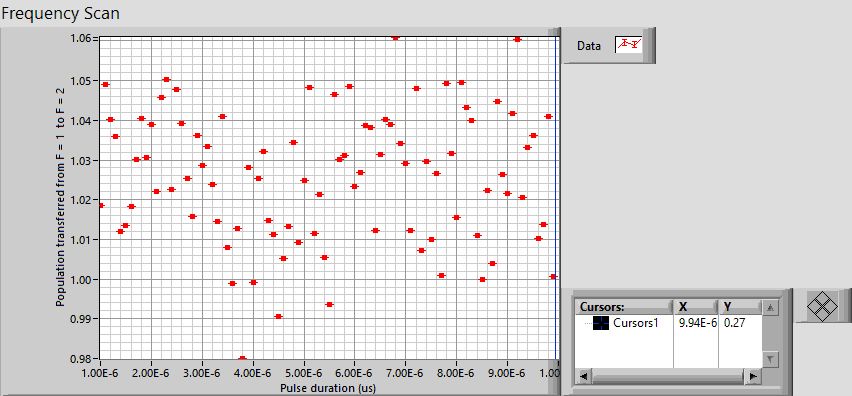 Frequency Scan
Data
Population transferred from F = 1 to F = 2
1.06
1.05
1.04
1.03
1.02
1.01
1.00
0.99
0.98
1.00E-6 2.00E-6 3.00E-6 4.00E-6 5.00E-6 6.00E-6 7.00E-6 8.00E-6 9.00E-6 1.00
Pulse duration (us)
Cursors: X Y
Cursors1 9.94E-6 0.27